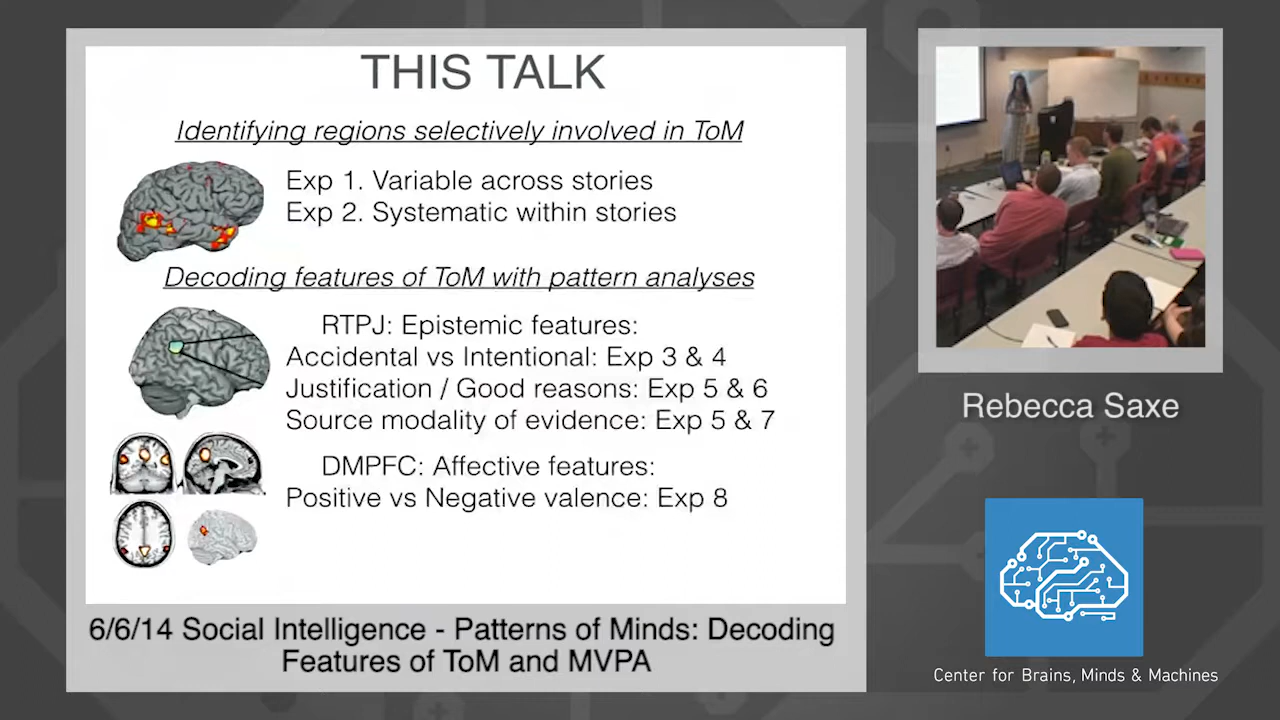 THIS TALK
Identifying regions selectively involved in ToM
Exp 1. Variable across stories
Exp 2. Systematic within stories
Decoding features of ToM with pattern analyses
RTPJ: Epistemic features:
Accidental vs Intentional: Exp 3 & 4
Justification / Good reasons: Exp 5 & 6
Source modality of evidence: Exp 5 & 7
DMPFC: Affective features:
Positive vs Negative valence: Exp 8
6/6/14 Social Intelligence - Patterns of Minds: Decoding
Features of ToM and MVPA
Rebecca Saxe
Center for Brains, Minds & Machines